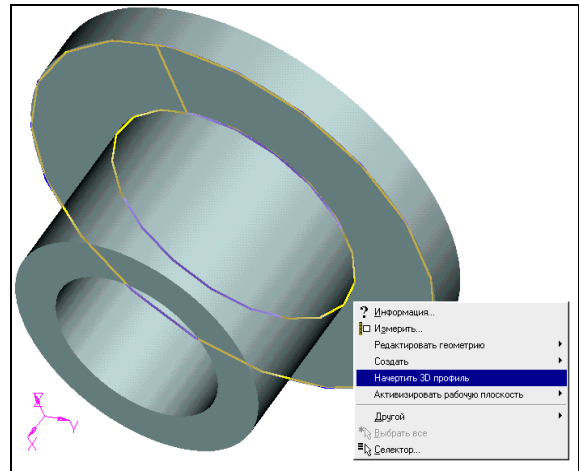 Информация...
Измерить...
Редактировать геометрию
Создать
Начертить 3D профиль
Активизировать рабочую плоскость
Другой
Выбрать все
Селектор...
Z
Y
X